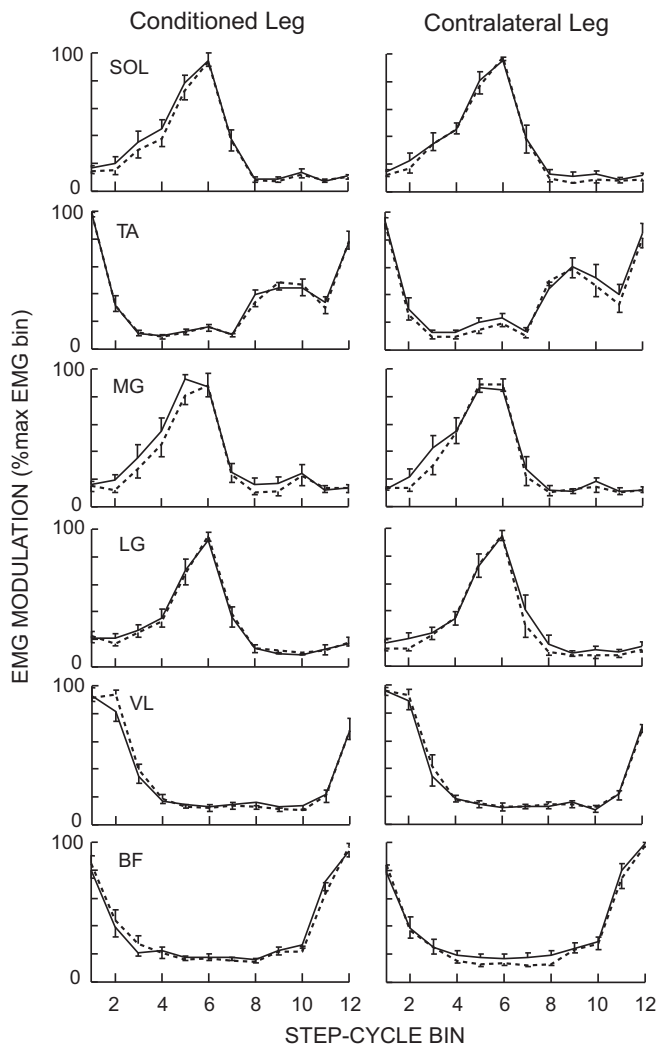 Conditioned Leg Contralateral Leg
EMG MODULATION (%max EMG bin)
100
SOL
0
100
TA
0
100
MG
0
100
LG
0
100
VL
0
100
BF
0
2 4 6 8 10 12 2 4 6 8 10 12
STEP-CYCLE BIN